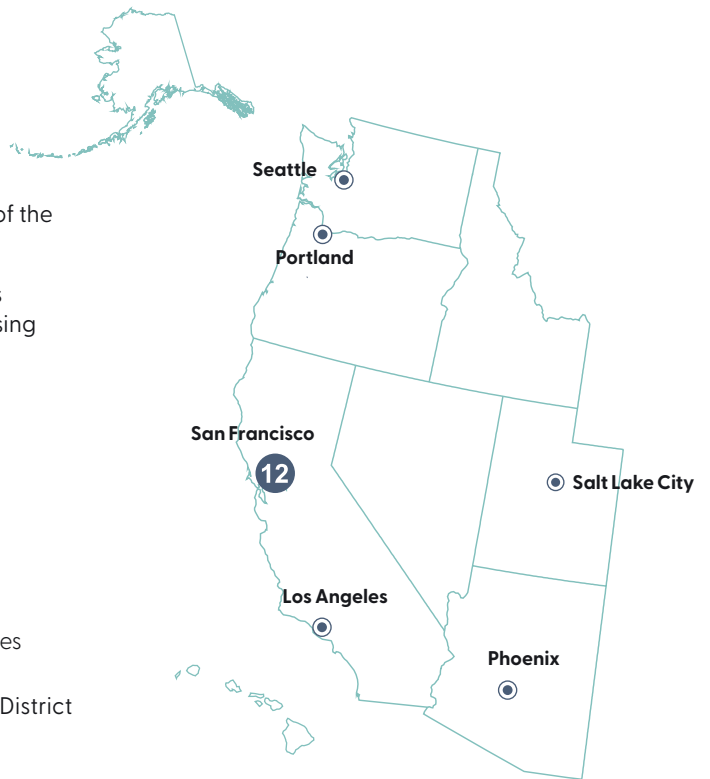 Seattle
of the
Portland
s
sing
San Francisco
12
Salt Lake City
Los Angeles
es
Phoenix
District